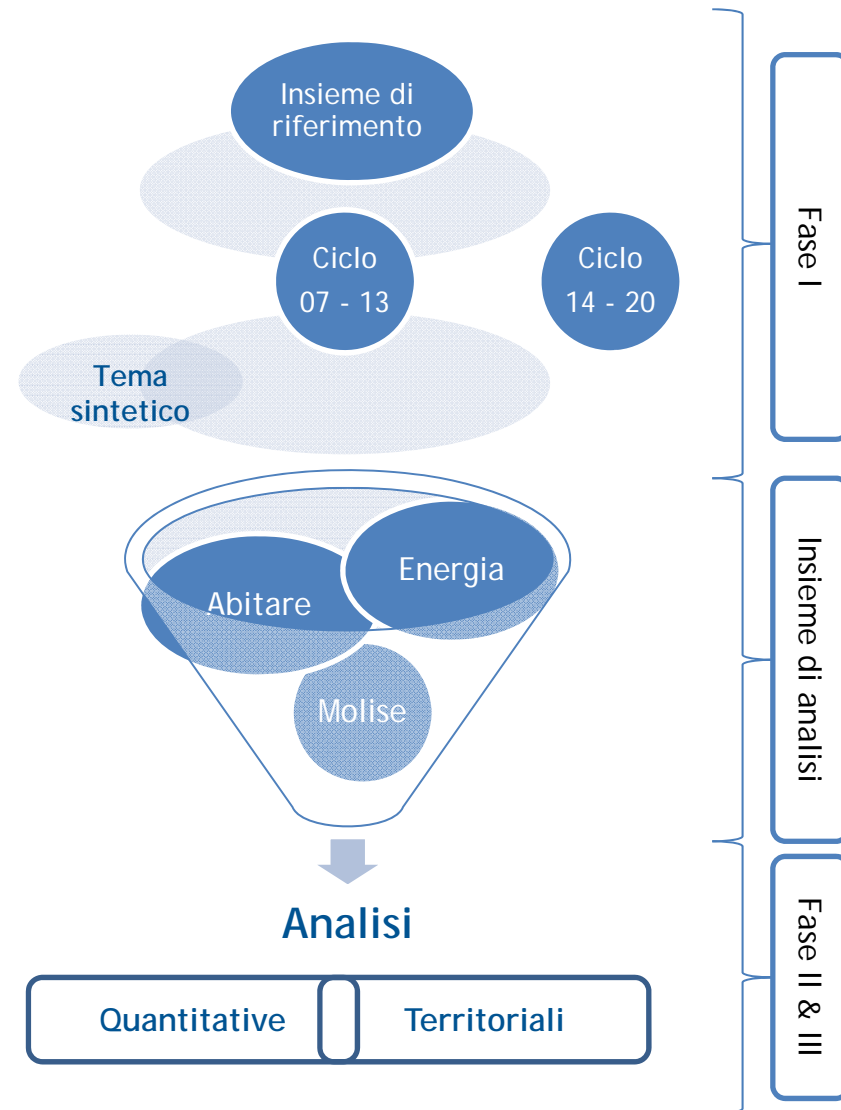 Insieme di
riferimento
Ciclo
07 - 13
Ciclo
14 - 20
Tema
sintetico
Fase I
Energia
Abitare
Molise
Insieme di analisi
Analisi
Quantitative
Territoriali
Fase II & III